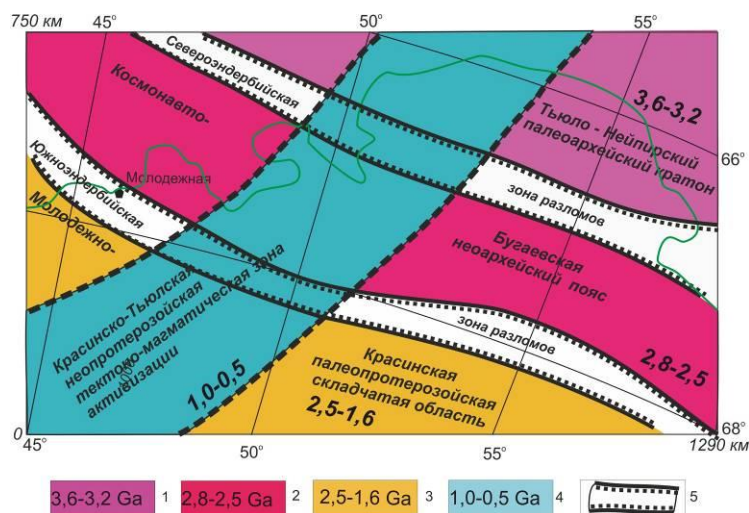 750 км
45°
50°
55°
Североэндербийская
Космонавто-
3,6-3,2
Тьюло - Нейпирский
палеоархейский кратон
66°
Южноэндербийская
Молодежная
Молодежно-
зона разломов
Бугаевская
неоархейский пояс
Красинско-Тьюлская
неопротерозойская
тектоно-магматическая зона
активизации
1,0-0,5
зона разломов
2,8-2,5
Красинская
палеопротерозойская
складчатая область
2,5-1,6
0
45°
50°
55°
68°
1290 км
3,6-3,2 Ga 1
2,8-2,5 Ga 2
2,5-1,6 Ga 3
1,0-0,5 Ga 4
5